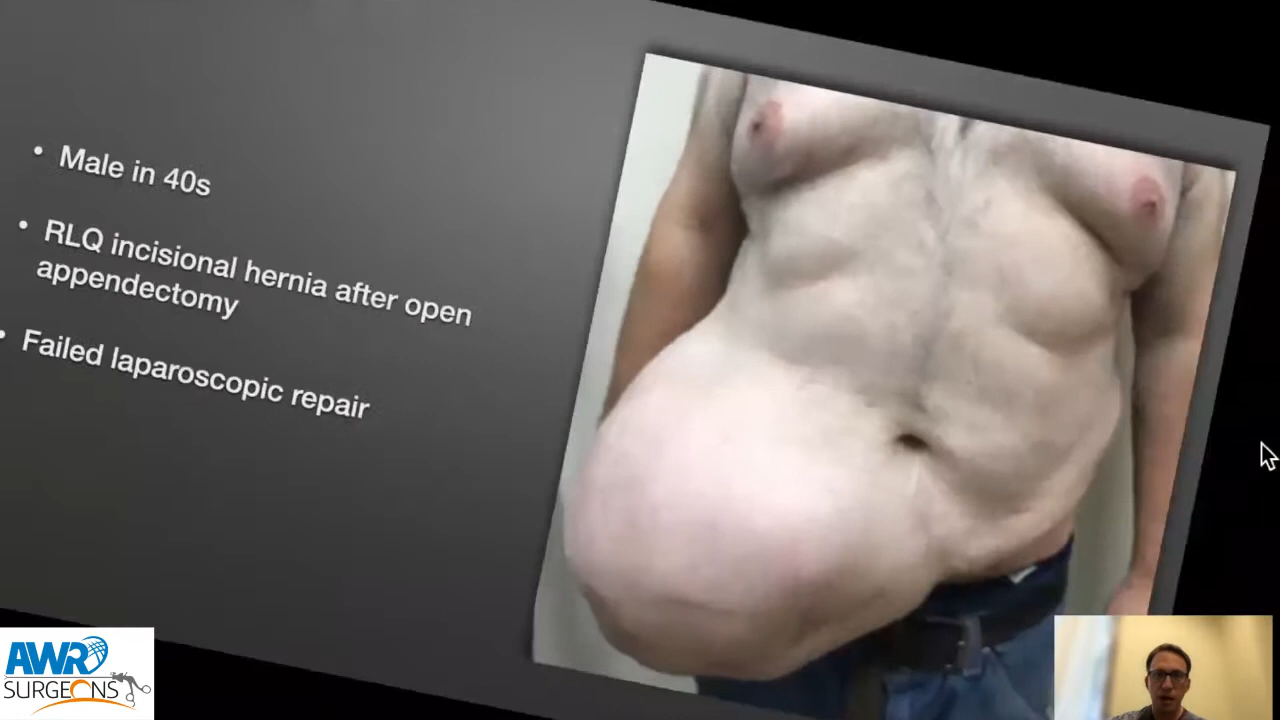 • Male in 40s
• RLQ incisional hernia after open
appendectomy
• Failed laparoscopic repair
AWR
SURGEONS